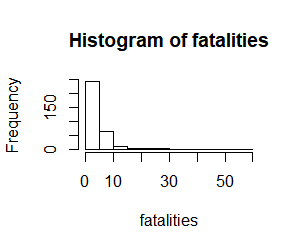 Histogram of fatalities
Frequency
150
0
0 10 30 50
fatalities